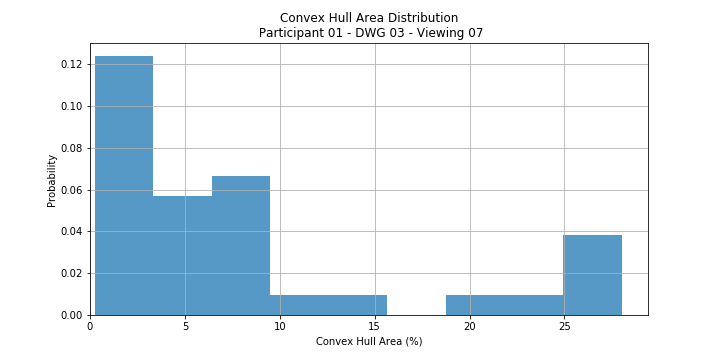 Convex Hull Area Distribution
Participant 01 - DWG 03 - Viewing 07
0.12
0.10
0.08
0.06
0.04
0.02
0.00
Probability
0 5 10 15 20 25
Convex Hull Area (%)